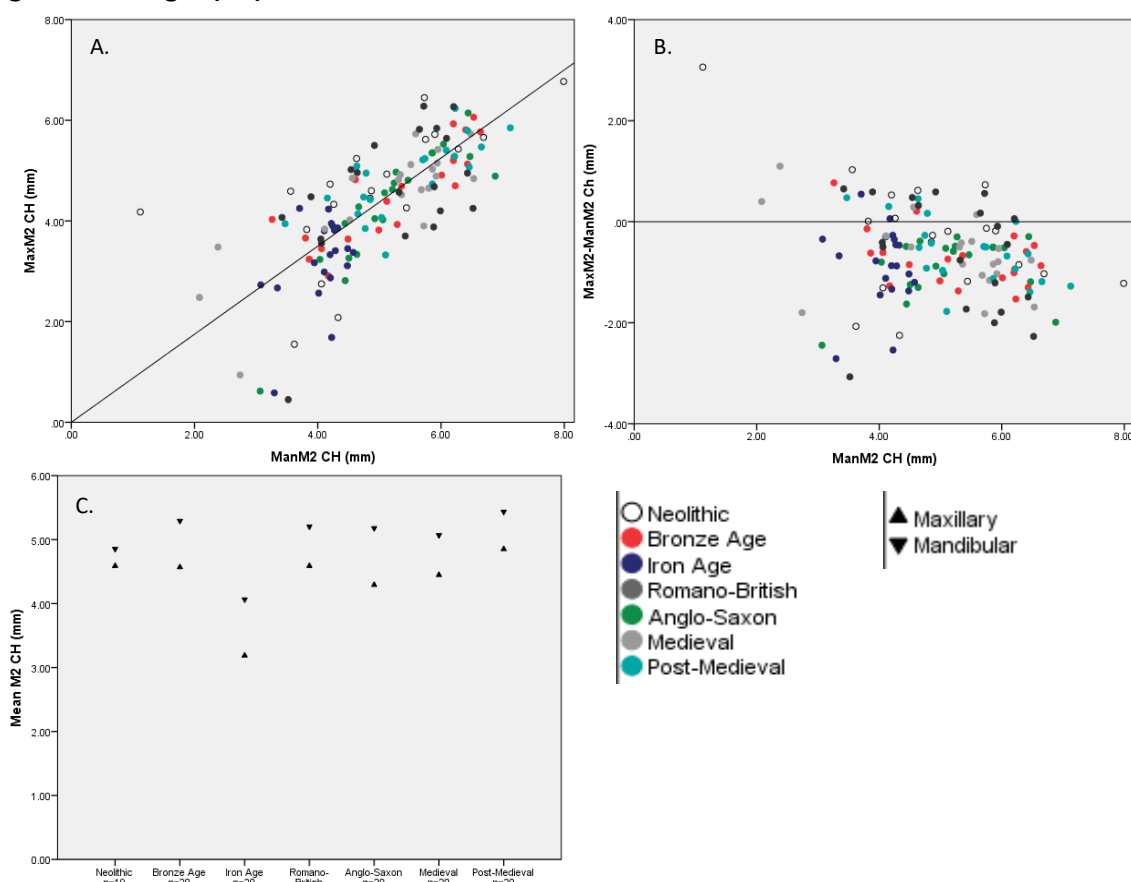 A.
8.00
6.00
4.00
2.00
.00
MaxM2 CH (mm)
.00 2.00 4.00 6.00 8.00
ManM2 CH (mm)
B.
4.00
2.00
.00
-2.00
-4.00
MaxM2-ManM2 Ch (mm)
.00 2.00 4.00 6.00 8.00
ManM2 CH (mm)
C.
6.00
5.00
4.00
3.00
2.00
1.00
0.00
Mean M2 CH (mm)
Neolithic Bronze Age Iron Age Romano- Anglo-Saxon Medieval Post-Medieval
British
Neolithic
Bronze Age
Iron Age
Romano-British
Anglo-Saxon
Medieval
Post-Medieval
Maxillary
Mandibular